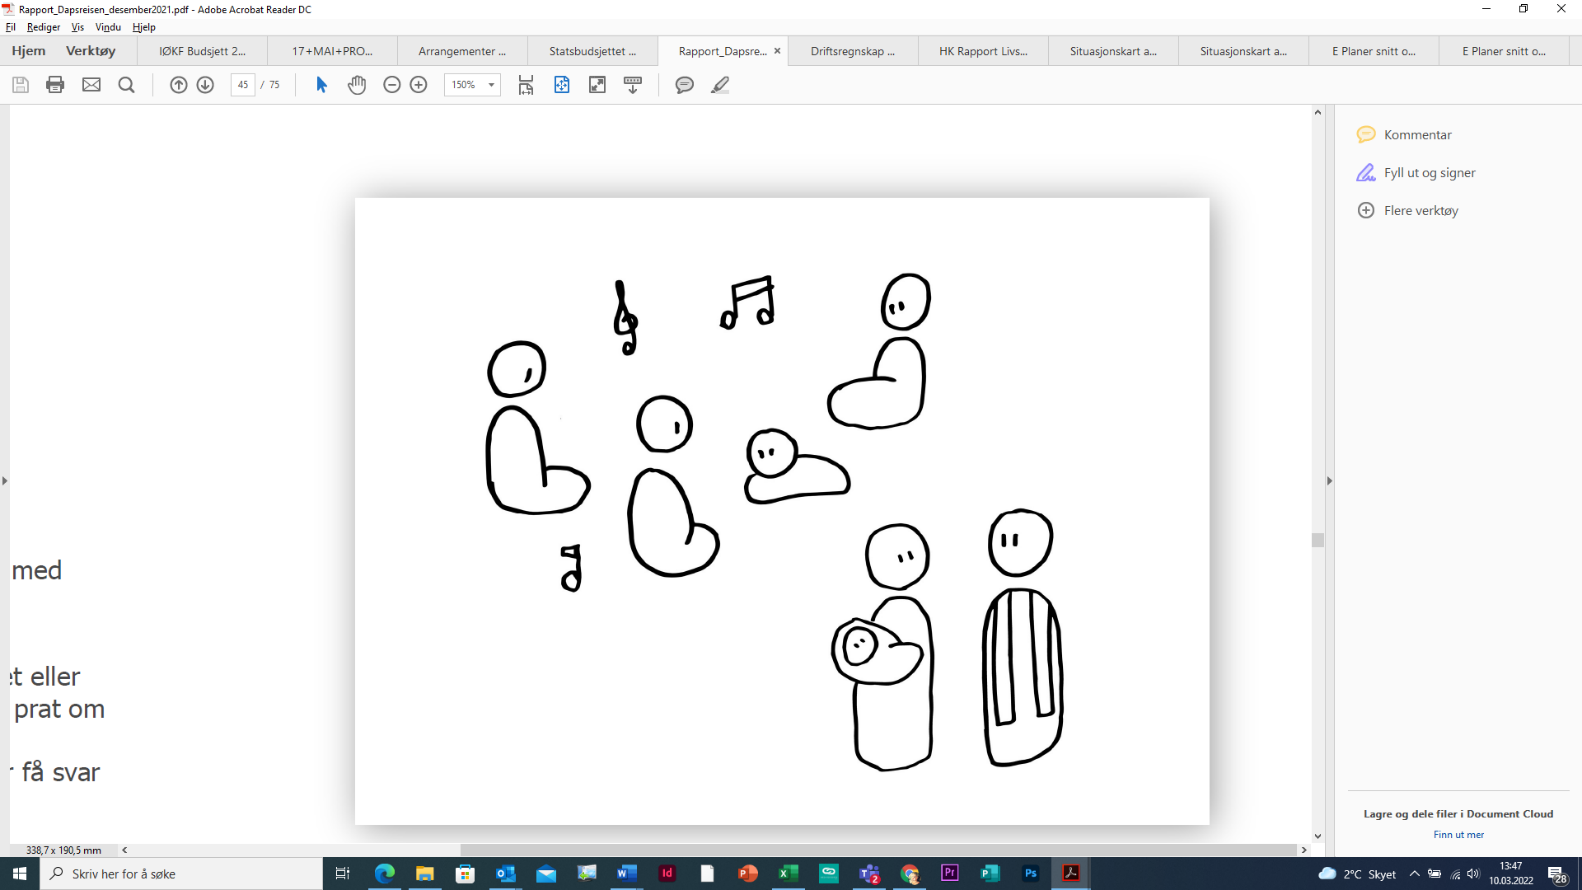 Rapport_Dapsreisen_desember2021.pdf - Adobe Acrobat Reader DC
Fil Rediger Vis Vindu Hjelp
Hjem Verktøy IØKF Budsjett 2... 17+MAI+PRO... Arrangementer ... Statsbudsjettet ... Rapport_Dapsre... × Driftsregnskap ... HK Rapport Livs... Situasjonskart a... Situasjonskart a... E Planer snitt o... E Planer snitt o...
45 / 75 150%
Kommentar
Fyll ut og signer
Flere verktøy
med
et eller
prat om
r få svar
Lagre og dele filer i Document Cloud
Finn ut mer
338,7 x 190,5 mm
Skriv her for å søke
2°C Skyet
13:47
10.03.2022
28